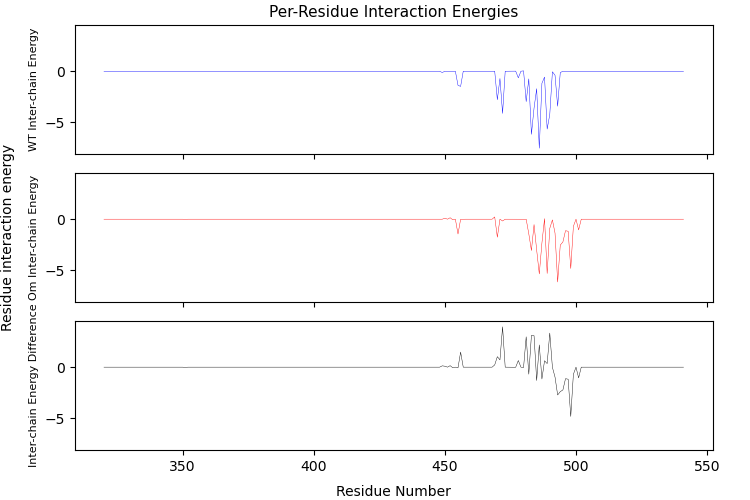 Per-Residue Interaction Energies
Residue interaction energy
WT Inter-chain Energy
0
−5
Om Inter-chain Energy
0
−5
Inter-chain Energy Difference
0
−5
350
400
450
500
550
Residue Number